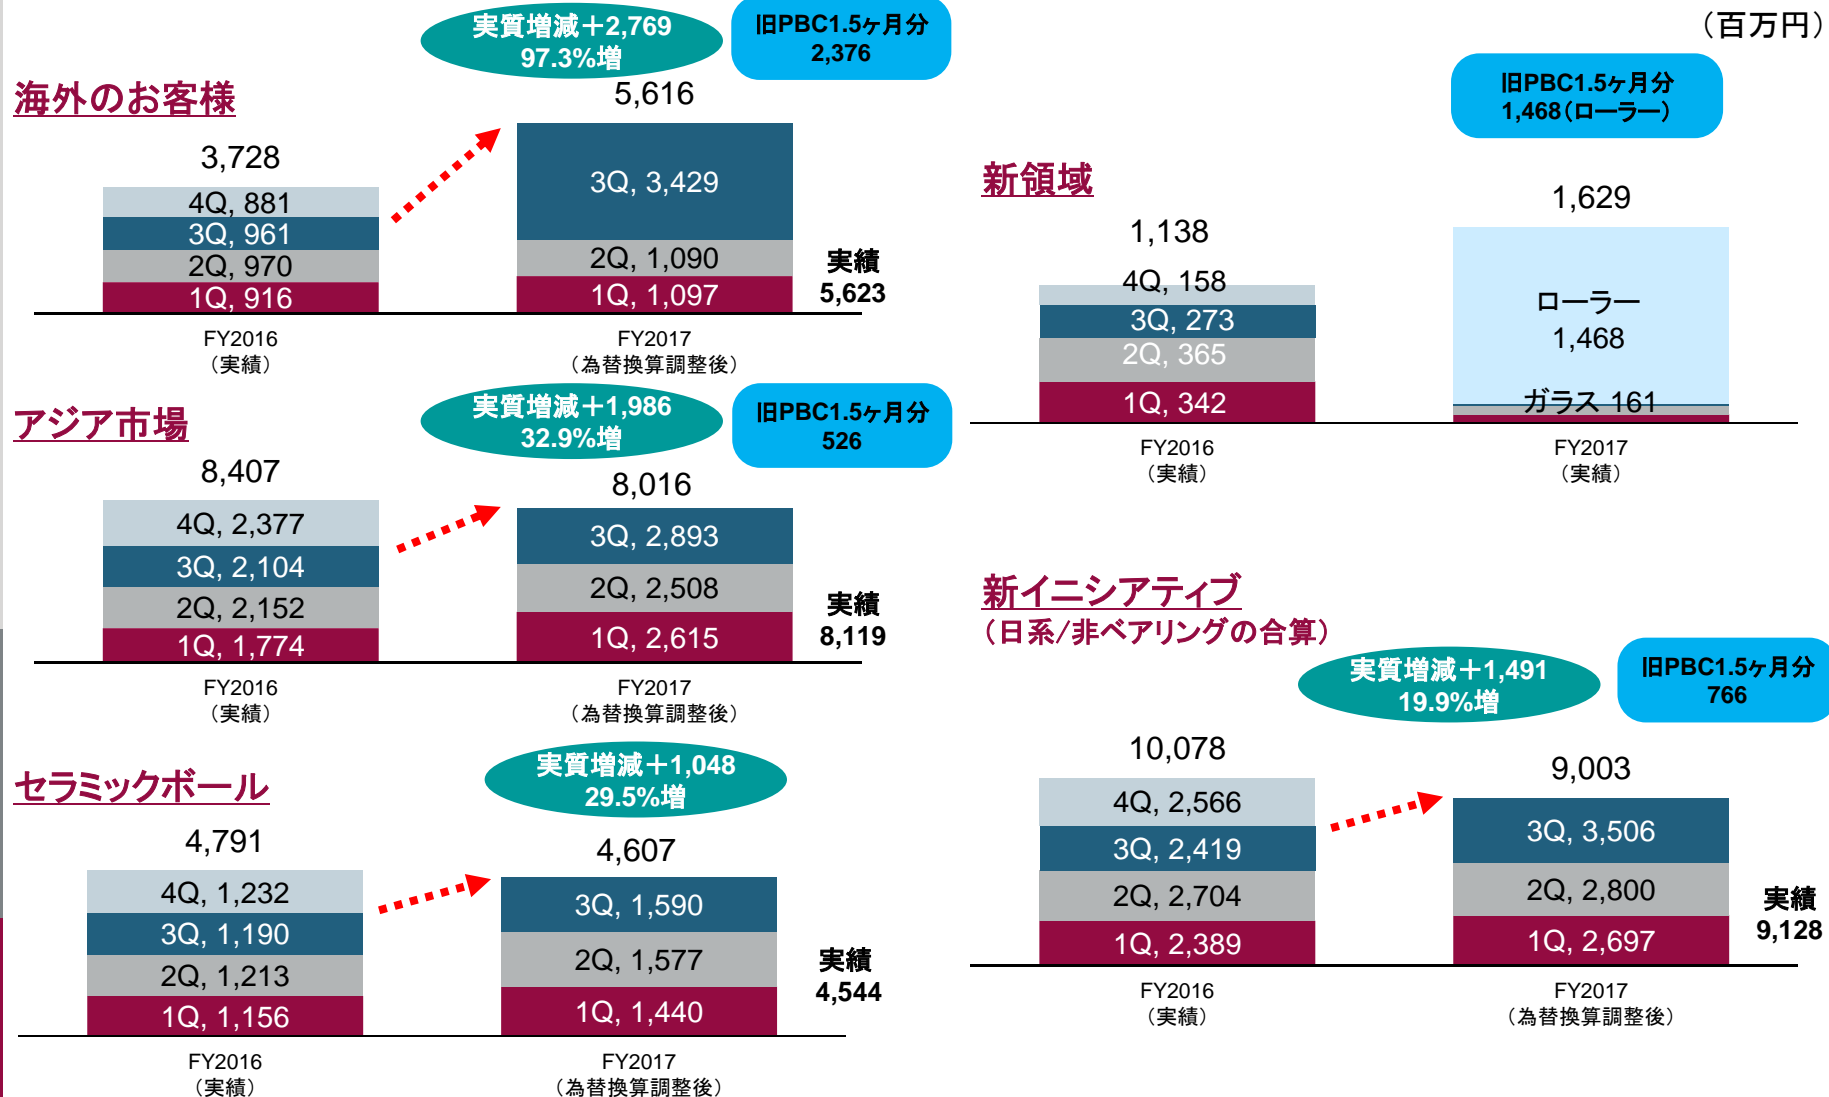 （百万円）
海外のお客様
実質増減＋2,769
97.3%増
旧PBC1.5ヶ月分
2,376
3,728
4Q, 881
3Q, 961
2Q, 970
1Q, 916
FY2016
（実績）
5,616
3Q, 3,429
2Q, 1,090
1Q, 1,097
FY2017
（為替換算調整後）
実績
5,623
アジア市場
実質増減＋1,986
32.9%増
旧PBC1.5ヶ月分
526
8,407
4Q, 2,377
3Q, 2,104
2Q, 2,152
1Q, 1,774
FY2016
（実績）
8,016
3Q, 2,893
2Q, 2,508
1Q, 2,615
FY2017
（為替換算調整後）
実績
8,119
セラミックボール
実質増減＋1,048
29.5%増
4,791
4Q, 1,232
3Q, 1,190
2Q, 1,213
1Q, 1,156
FY2016
（実績）
4,607
3Q, 1,590
2Q, 1,577
1Q, 1,440
FY2017
（為替換算調整後）
実績
4,544
新領域
旧PBC1.5ヶ月分
1,468（ローラー）
1,138
4Q, 158
3Q, 273
2Q, 365
1Q, 342
FY2016
（実績）
1,629
ローラー
1,468
ガラス 161
FY2017
（実績）
新イニシアティブ
（日系/非ベアリングの合算）
実質増減＋1,491
19.9%増
旧PBC1.5ヶ月分
766
10,078
4Q, 2,566
3Q, 2,419
2Q, 2,704
1Q, 2,389
FY2016
（実績）
9,003
3Q, 3,506
2Q, 2,800
1Q, 2,697
FY2017
（為替換算調整後）
実績
9,128